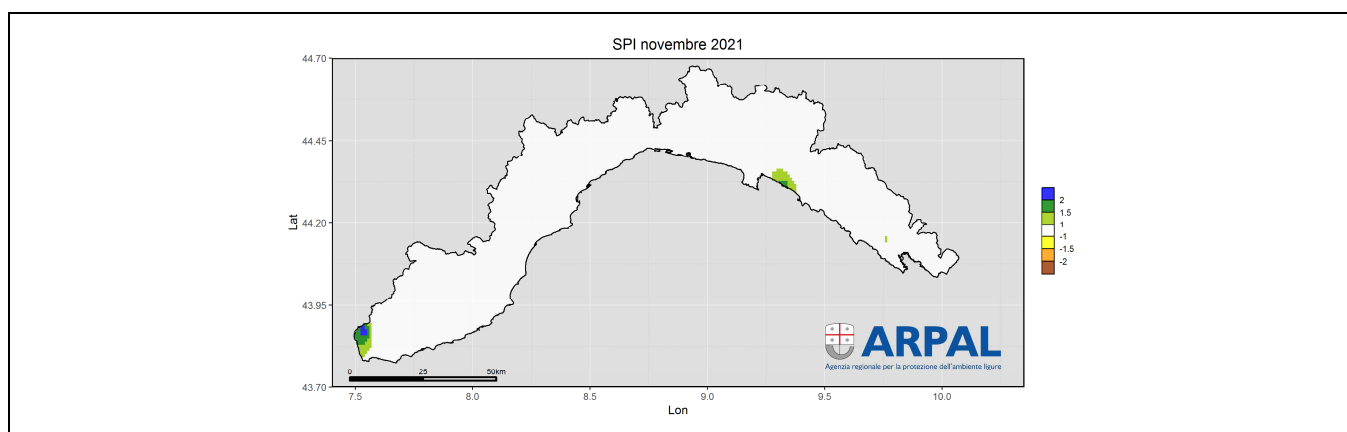 SPI novembre 2021
44.70
44.45
44.20
43.95
43.70
Lat
2
1.5
1
-1
-1.5
-2
ARPAL
Agenzia regionale per la protezione dell'ambiente ligure
0 25 50km
7.5 8.0 8.5 9.0 9.5 10.0
Lon